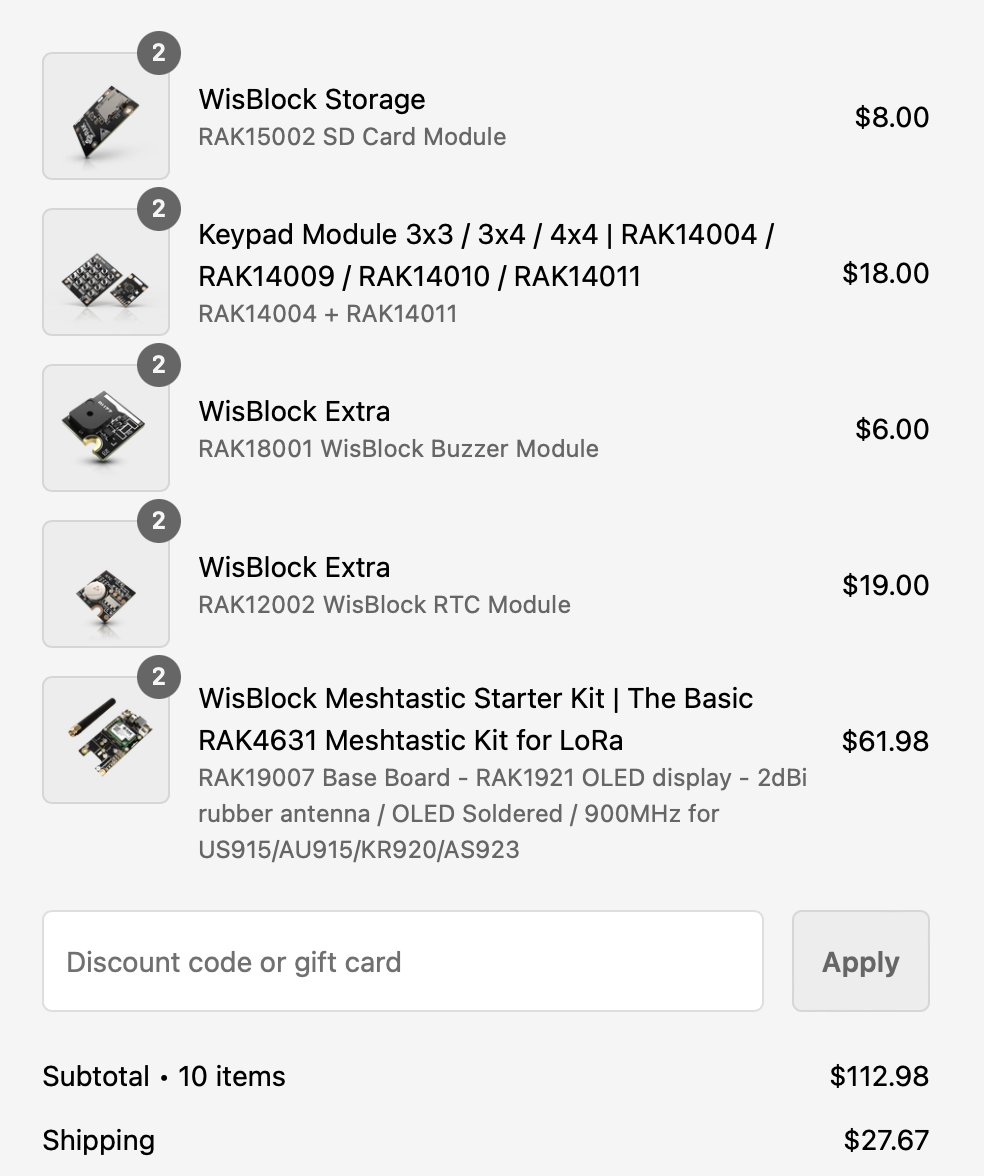 2
WisBlock Storage
RAK15002 SD Card Module
$8.00
2
Keypad Module 3x3 / 3x4 / 4x4 | RAK14004 /
RAK14009 / RAK14010 / RAK14011
RAK14004 + RAK14011
$18.00
2
WisBlock Extra
RAK18001 WisBlock Buzzer Module
$6.00
2
WisBlock Extra
RAK12002 WisBlock RTC Module
$19.00
2
WisBlock Meshtastic Starter Kit | The Basic
RAK4631 Meshtastic Kit for LoRa
RAK19007 Base Board - RAK1921 OLED display - 2dBi
rubber antenna / OLED Soldered / 900MHz for
US915/AU915/KR920/AS923
$61.98
Discount code or gift card
Apply
Subtotal • 10 items
$112.98
Shipping
$27.67